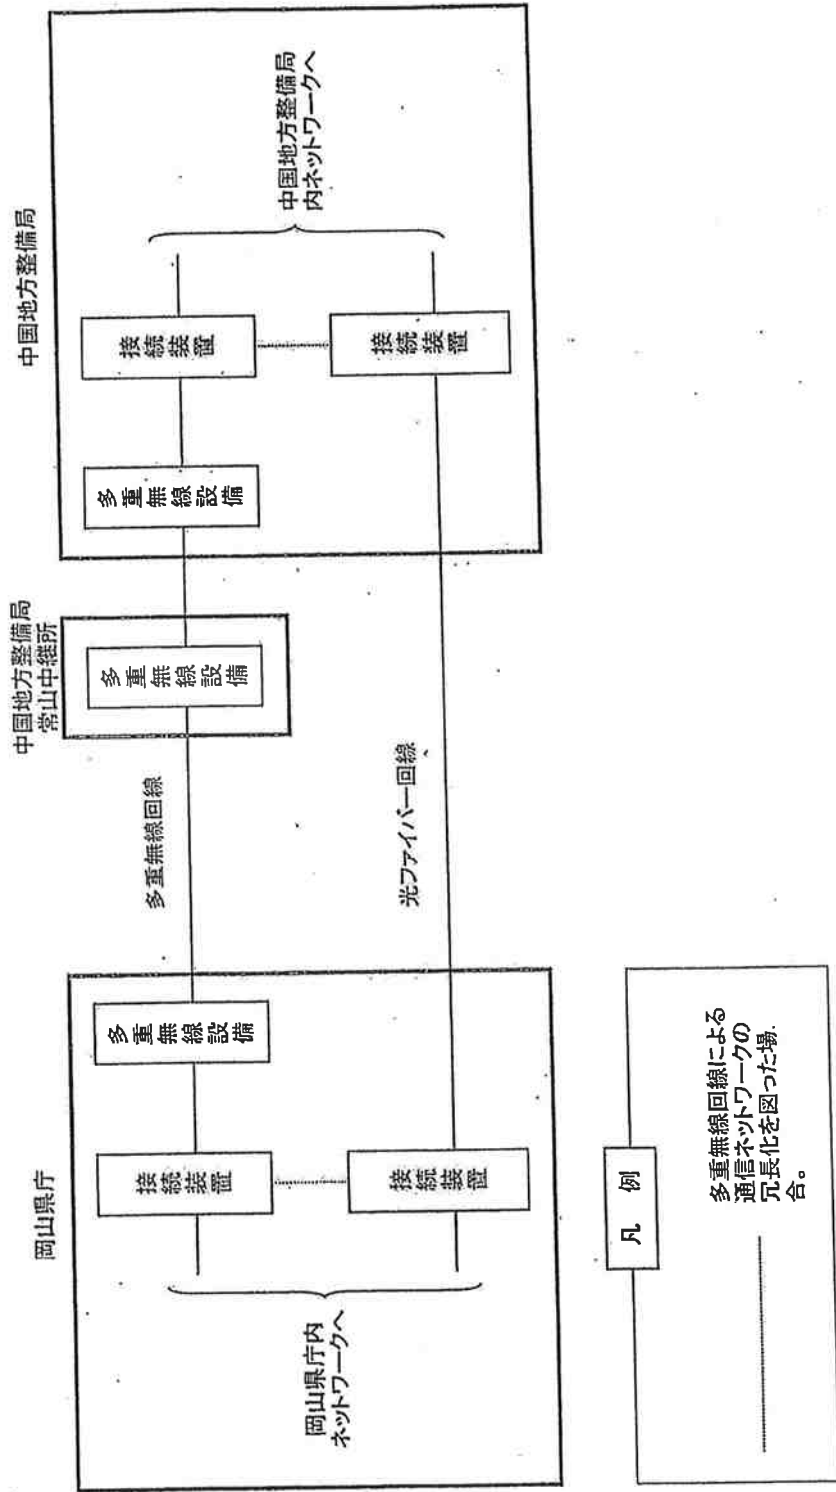 岡山県庁
中国地方整備局
常山中継所
中国地方整備局
多重無線設備
多重無線設備
多重無線設備
接続装置
接続装置
多重無線回線
接続装置
接続装置
光ファイバー回線
岡山県庁内
ネットワークへ
中国地方整備局
内ネットワークへ
凡 例
多重無線回線による
通信ネットワークの
冗長化を図った場
合。